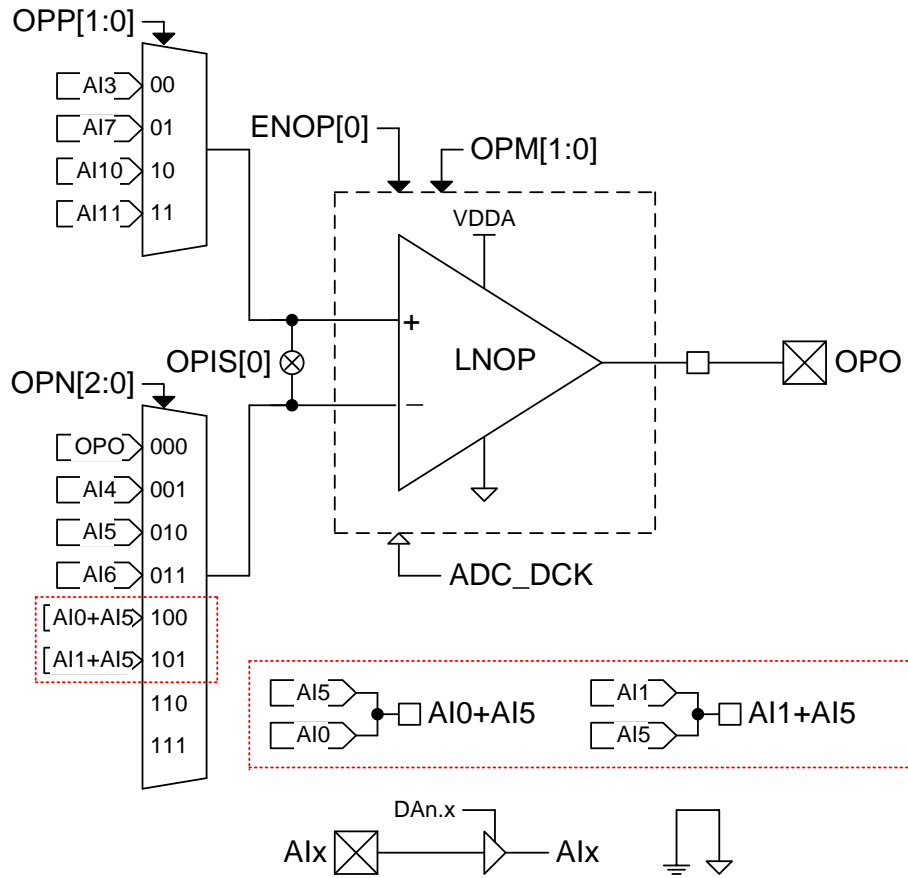 OPP[1:0]
AI3 00
AI7 01
AI10 10
AI11 11
ENOP[0]
OPM[1:0]
VDDA
+
LNOP
−
OPO
OPIS[0]
OPN[2:0]
OPO 000
AI4 001
AI5 010
AI6 011
AI0+AI5 100
AI1+AI5 101
110
111
ADC_DCK
AI5
AI0
AI0+AI5
AI1
AI5
AI1+AI5
DAn.x
AIx
AIx